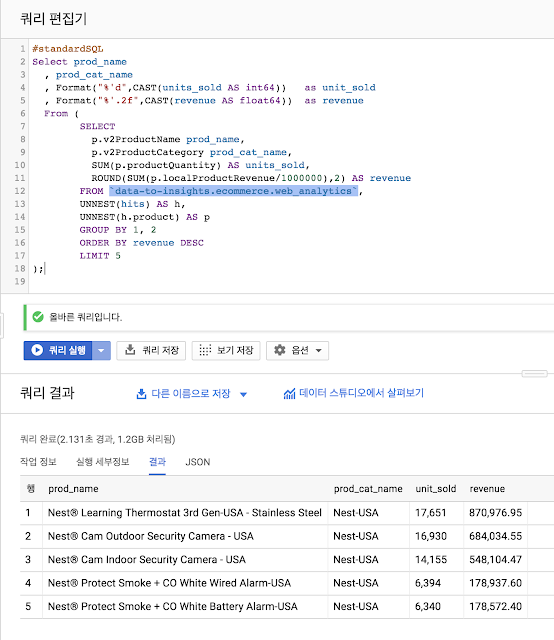 쿼리 편집기
1 #standardSQL
2 Select prod_name
3 , prod_cat_name
4 , Format("%'d",CAST(units_sold AS int64)) as unit_sold
5 , Format("%'.2f",CAST(revenue AS float64)) as revenue
6 From (
7 SELECT
8 p.v2ProductName prod_name,
9 p.v2ProductCategory prod_cat_name,
10 SUM(p.productQuantity) AS units_sold,
11 ROUND(SUM(p.localProductRevenue/1000000),2) AS revenue
12 FROM `data-to-insights.ecommerce.web_analytics`,
13 UNNEST(hits) AS h,
14 UNNEST(h.product) AS p
15 GROUP BY 1, 2
16 ORDER BY revenue DESC
17 LIMIT 5
18 );
19
올바른 쿼리입니다.
쿼리 실행 쿼리 저장 보기 저장 옵션
쿼리 결과 다른 이름으로 저장 데이터 스튜디오에서 살펴보기
쿼리 완료(2.131초 경과, 1.2GB 처리됨)
작업 정보 실행 세부정보 결과 JSON
행 prod_name prod_cat_name unit_sold revenue
1 Nest® Learning Thermostat 3rd Gen-USA - Stainless Steel Nest-USA 17,651 870,976.95
2 Nest® Cam Outdoor Security Camera - USA Nest-USA 16,930 684,034.55
3 Nest® Cam Indoor Security Camera - USA Nest-USA 14,155 548,104.47
4 Nest® Protect Smoke + CO White Wired Alarm-USA Nest-USA 6,394 178,937.60
5 Nest® Protect Smoke + CO White Battery Alarm-USA Nest-USA 6,340 178,572.40